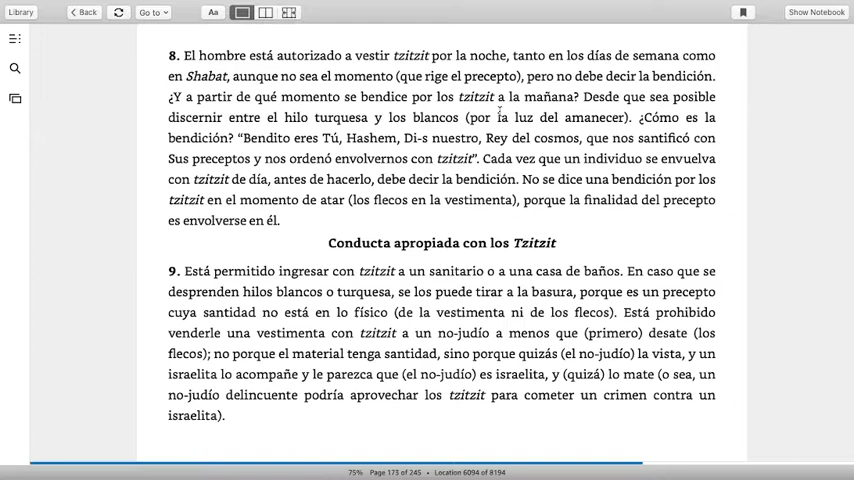 Library
Back
Go to
Aa
Show Notebook
8. El hombre está autorizado a vestir tzitzit por la noche, tanto en los días de semana como
en Shabat, aunque no sea el momento (que rige el precepto), pero no debe decir la bendición.
¿Y a partir de qué momento se bendice por los tzitzit a la mañana? Desde que sea posible
discernir entre el hilo turquesa y los blancos (por la luz del amanecer). ¿Cómo es la
bendición? “Bendito eres Tú, Hashem, Di-s nuestro, Rey del cosmos, que nos santificó con
Sus preceptos y nos ordenó envolvernos con tzitzit”. Cada vez que un individuo se envuelva
con tzitzit de día, antes de hacerlo, debe decir la bendición. No se dice una bendición por los
tzitzit en el momento de atar (los flecos en la vestimenta), porque la finalidad del precepto
es envolverse en él.
Conducta apropiada con los Tzitzit
9. Está permitido ingresar con tzitzit a un sanitario o a una casa de baños. En caso que se
desprenden hilos blancos o turquesa, se los puede tirar a la basura, porque es un precepto
cuya santidad no está en lo físico (de la vestimenta ni de los flecos). Está prohibido
venderle una vestimenta con tzitzit a un no-judío a menos que (primero) desate (los
flecos); no porque el material tenga santidad, sino porque quizás (el no-judío) la vista, y un
israelita lo acompañe y le parezca que (el no-judío) es israelita, y (quizá) lo mate (o sea, un
no-judío delincuente podría aprovechar los tzitzit para cometer un crimen contra un
israelita).
75% Page 173 of 245 • Location 6094 of 8194